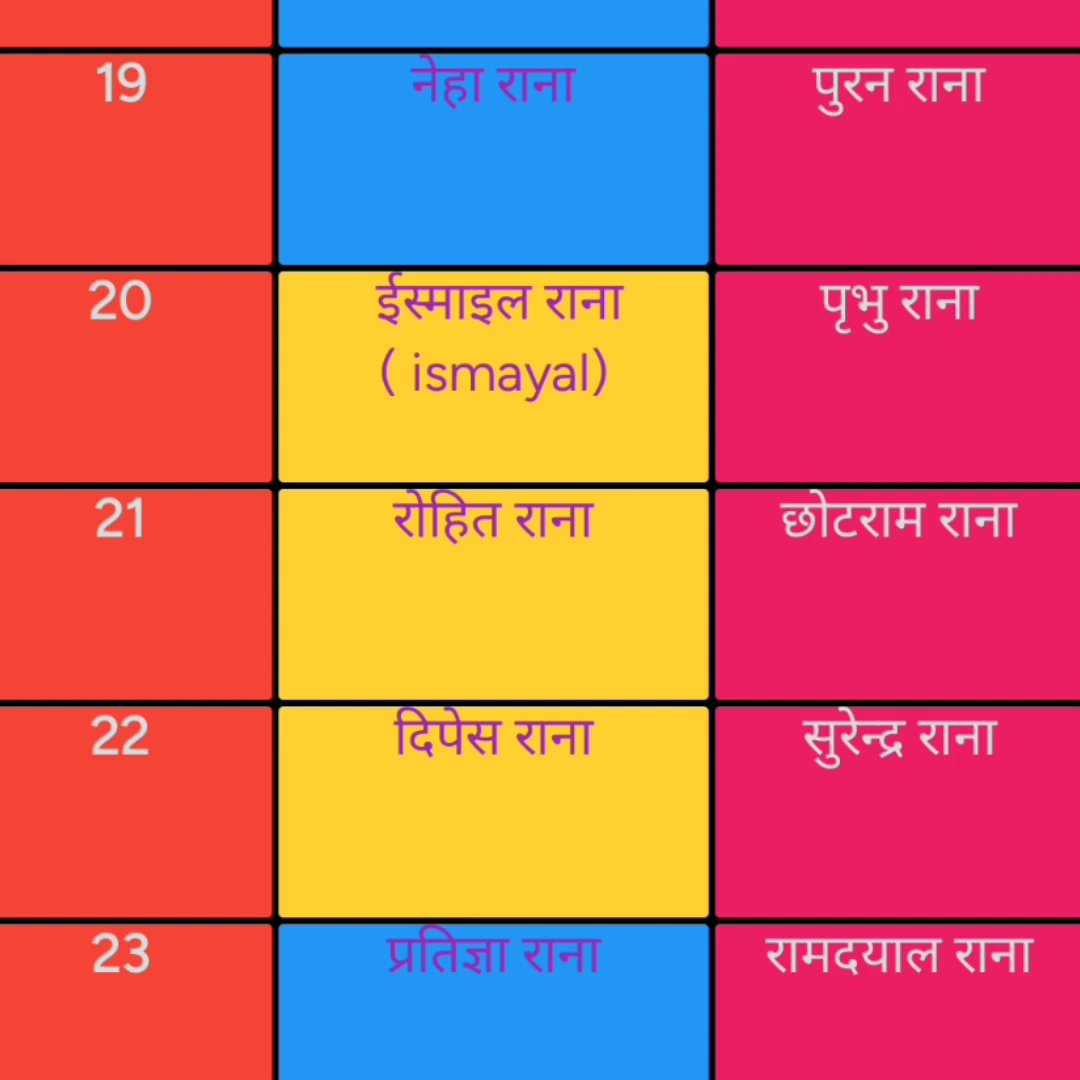 19 नेहा राना पुरन राना
20 ईस्माइल राना पृभु राना
( ismayal)
21 रोहित राना छोटराम राना
22 दिपेस राना सुरेन्द्र राना
23 प्रतिज्ञा राना रामदयाल राना